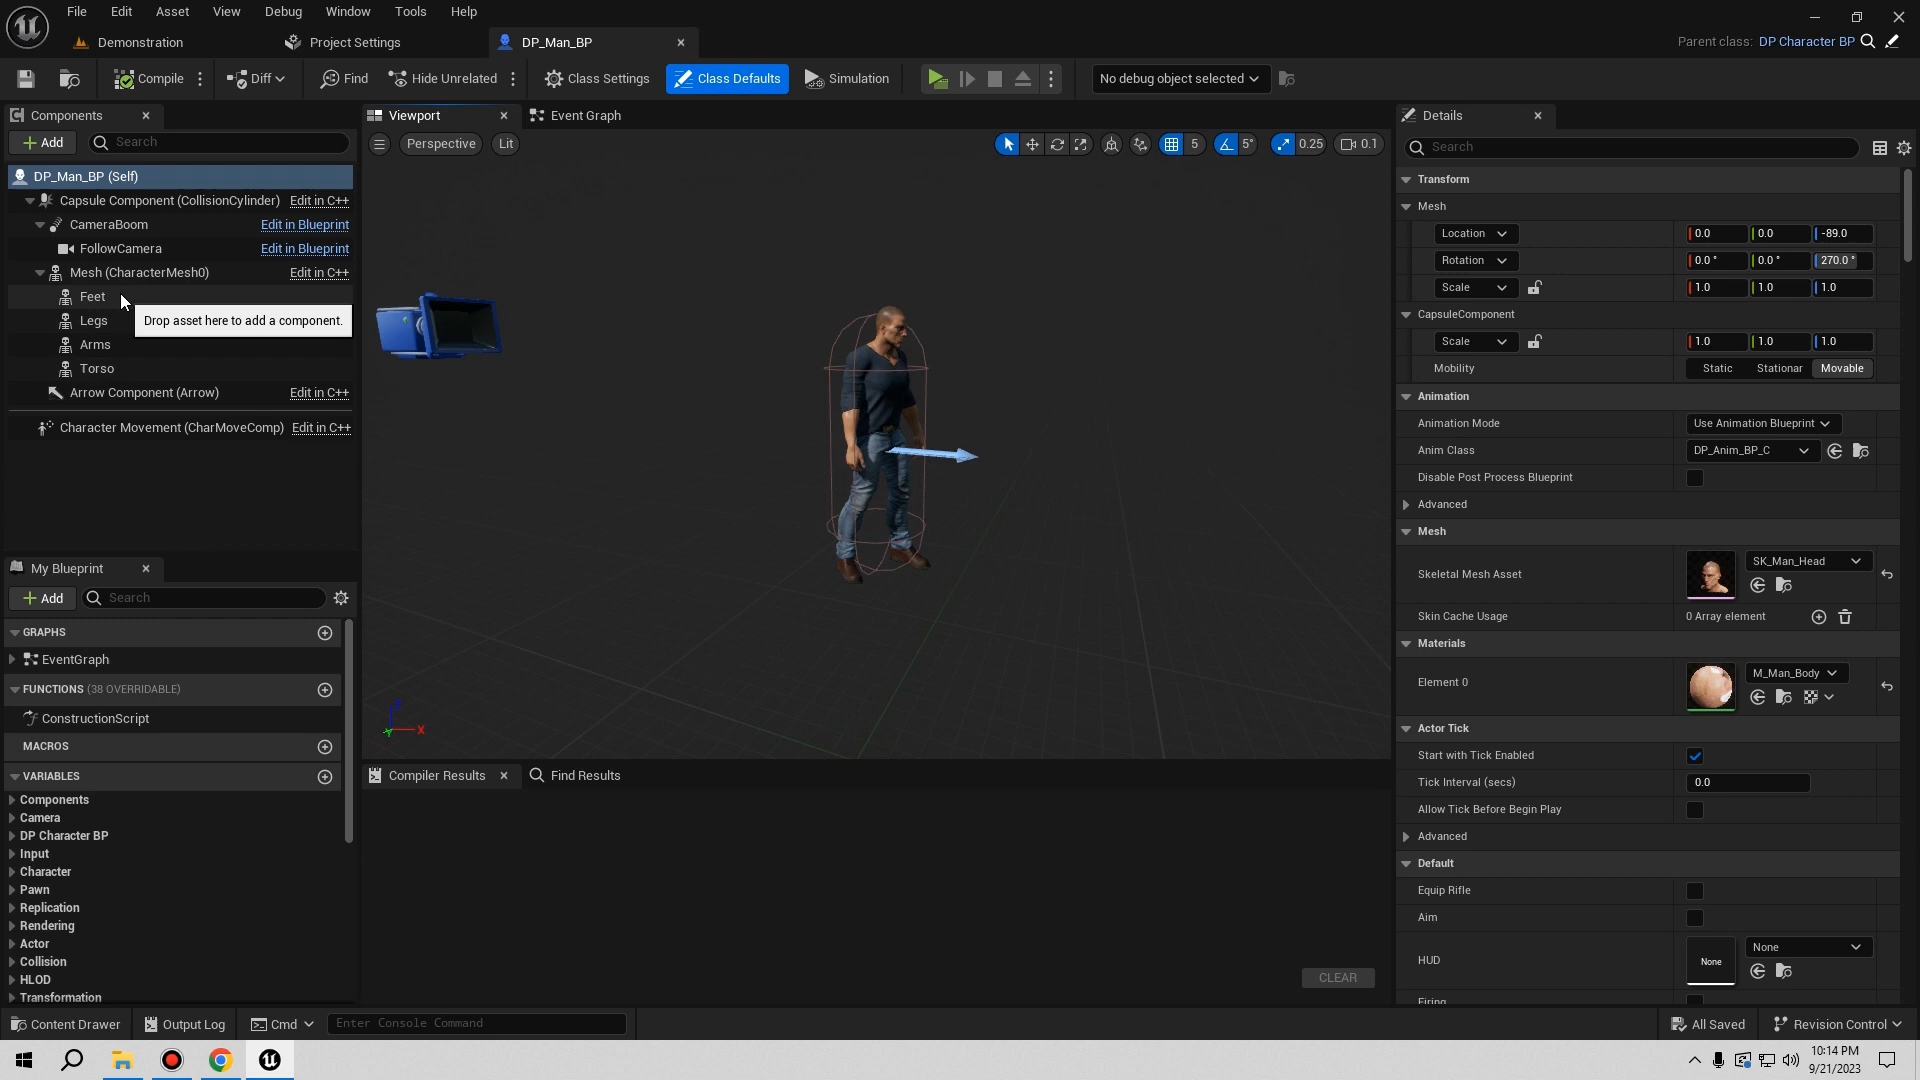 File Edit Asset View Debug Window Tools Help
Demonstration Project Settings DP_Man_BP
Parent class: DP Character BP
Compile Diff Find Hide Unrelated Class Settings Class Defaults Simulation No debug object selected
Components
Add Search
DP_Man_BP (Self)
Capsule Component (CollisionCylinder) Edit in C++
CameraBoom Edit in Blueprint
FollowCamera Edit in Blueprint
Mesh (CharacterMesh0) Edit in C++
Feet
Legs
Drop asset here to add a component.
Arms
Torso
Arrow Component (Arrow) Edit in C++
Character Movement (CharMoveComp) Edit in C++
My Blueprint
Add Search
GRAPHS
EventGraph
FUNCTIONS (38 OVERRIDABLE)
ConstructionScript
MACROS
VARIABLES
Components
Camera
DP Character BP
Input
Character
Pawn
Replication
Rendering
Actor
Collision
HLOD
Transformation
Viewport Event Graph
Perspective Lit 5 5° 0.25 0.1
X
Compiler Results Find Results
CLEAR
Details
Search
Transform
Mesh
Location 0.0 0.0 -89.0
Rotation 0.0 ° 0.0 ° 270.0 °
Scale 1.0 1.0 1.0
CapsuleComponent
Scale 1.0 1.0 1.0
Mobility Static Stationar Movable
Animation
Animation Mode Use Animation Blueprint
Anim Class DP_Anim_BP_C
Disable Post Process Blueprint
Advanced
Mesh
Skeletal Mesh Asset SK_Man_Head
Skin Cache Usage 0 Array element
Materials
Element 0 M_Man_Body
Actor Tick
Start with Tick Enabled
Tick Interval (secs) 0.0
Allow Tick Before Begin Play
Advanced
Default
Equip Rifle
Aim
HUD None None
Firing
Content Drawer Output Log Cmd Enter Console Command All Saved Revision Control
10:14 PM
9/21/2023